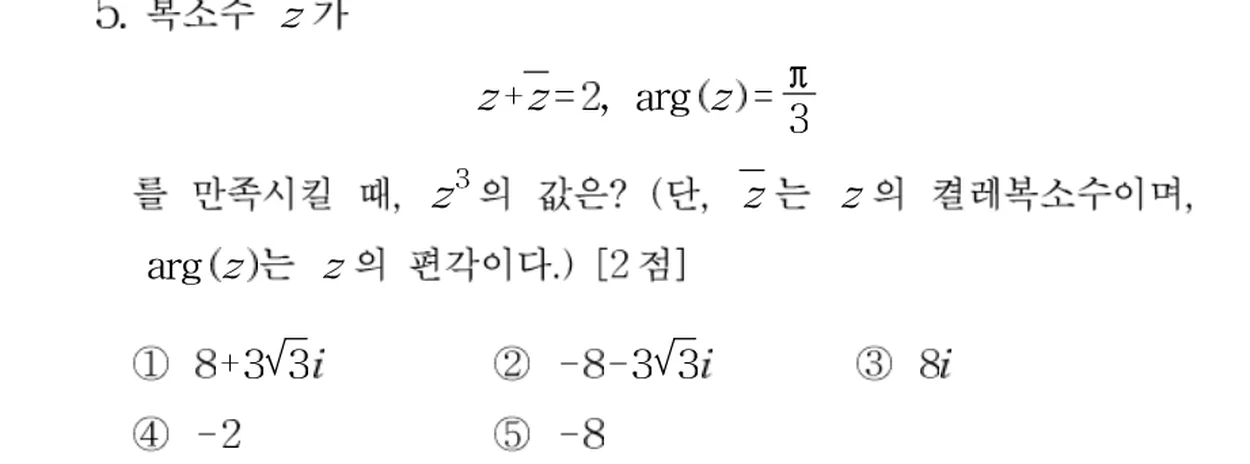 5. 복소수 z가
z+z̅=2, arg(z)=π/3
를 만족시킬 때, z³의 값은? (단, z̅는 z의 켤레복소수이며,
arg(z)는 z의 편각이다.) [2점]
① 8+3√3i ② -8-3√3i ③ 8i
④ -2 ⑤ -8